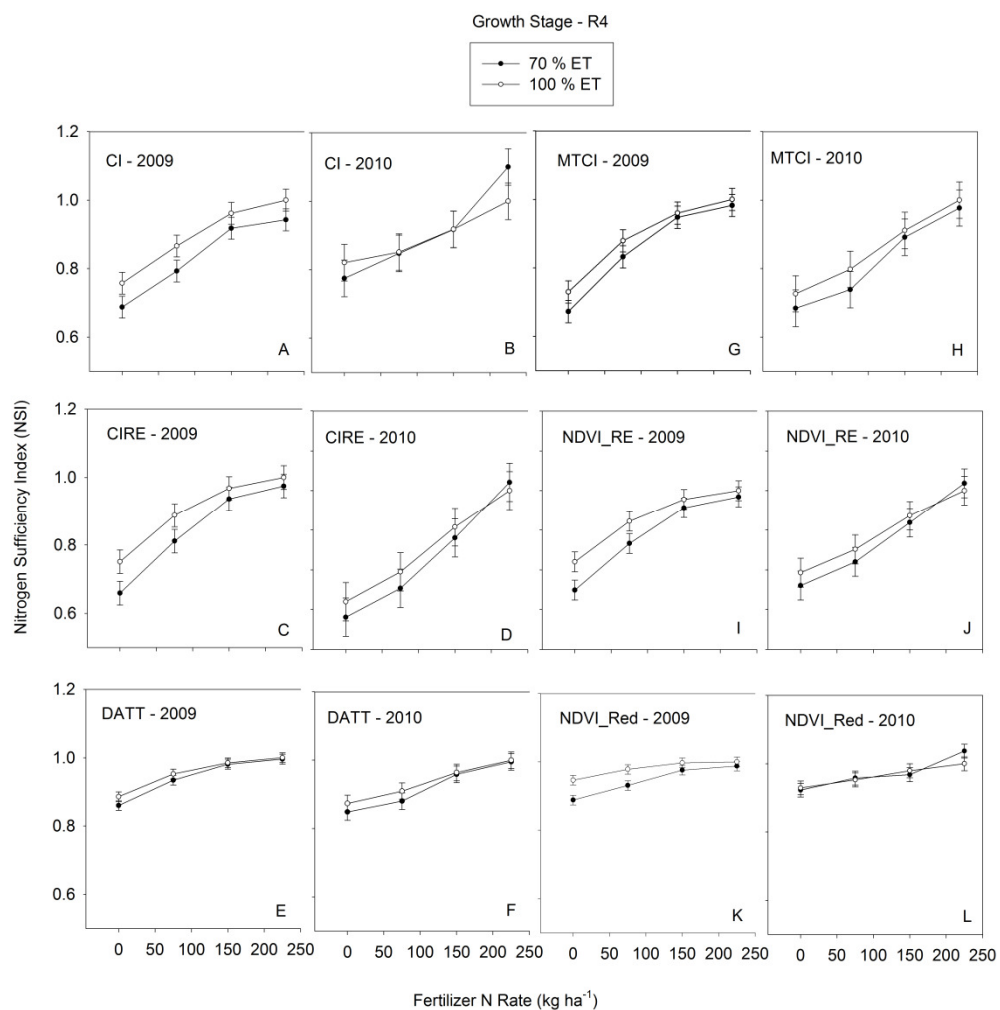 Growth Stage - R4
70 % ET
100 % ET
Nitrogen Sufficiency Index (NSI)
1.2
1.0
0.8
0.6
CI - 2009
A
CI - 2010
B
MTCI - 2009
G
MTCI - 2010
H
1.2
1.0
0.8
0.6
CIRE - 2009
C
CIRE - 2010
D
NDVI_RE - 2009
I
NDVI_RE - 2010
J
1.2
1.0
0.8
0.6
DATT - 2009
E
DATT - 2010
F
NDVI_Red - 2009
K
NDVI_Red - 2010
L
0 50 100 150 200 250
0 50 100 150 200 250
0 50 100 150 200 250
0 50 100 150 200 250
Fertilizer N Rate (kg ha⁻¹)